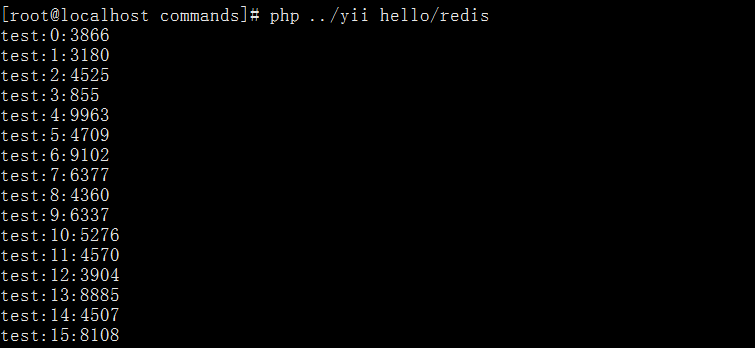 [root@localhost commands]# php ../yii hello/redis
test:0:3866
test:1:3180
test:2:4525
test:3:855
test:4:9963
test:5:4709
test:6:9102
test:7:6377
test:8:4360
test:9:6337
test:10:5276
test:11:4570
test:12:3904
test:13:8885
test:14:4507
test:15:8108